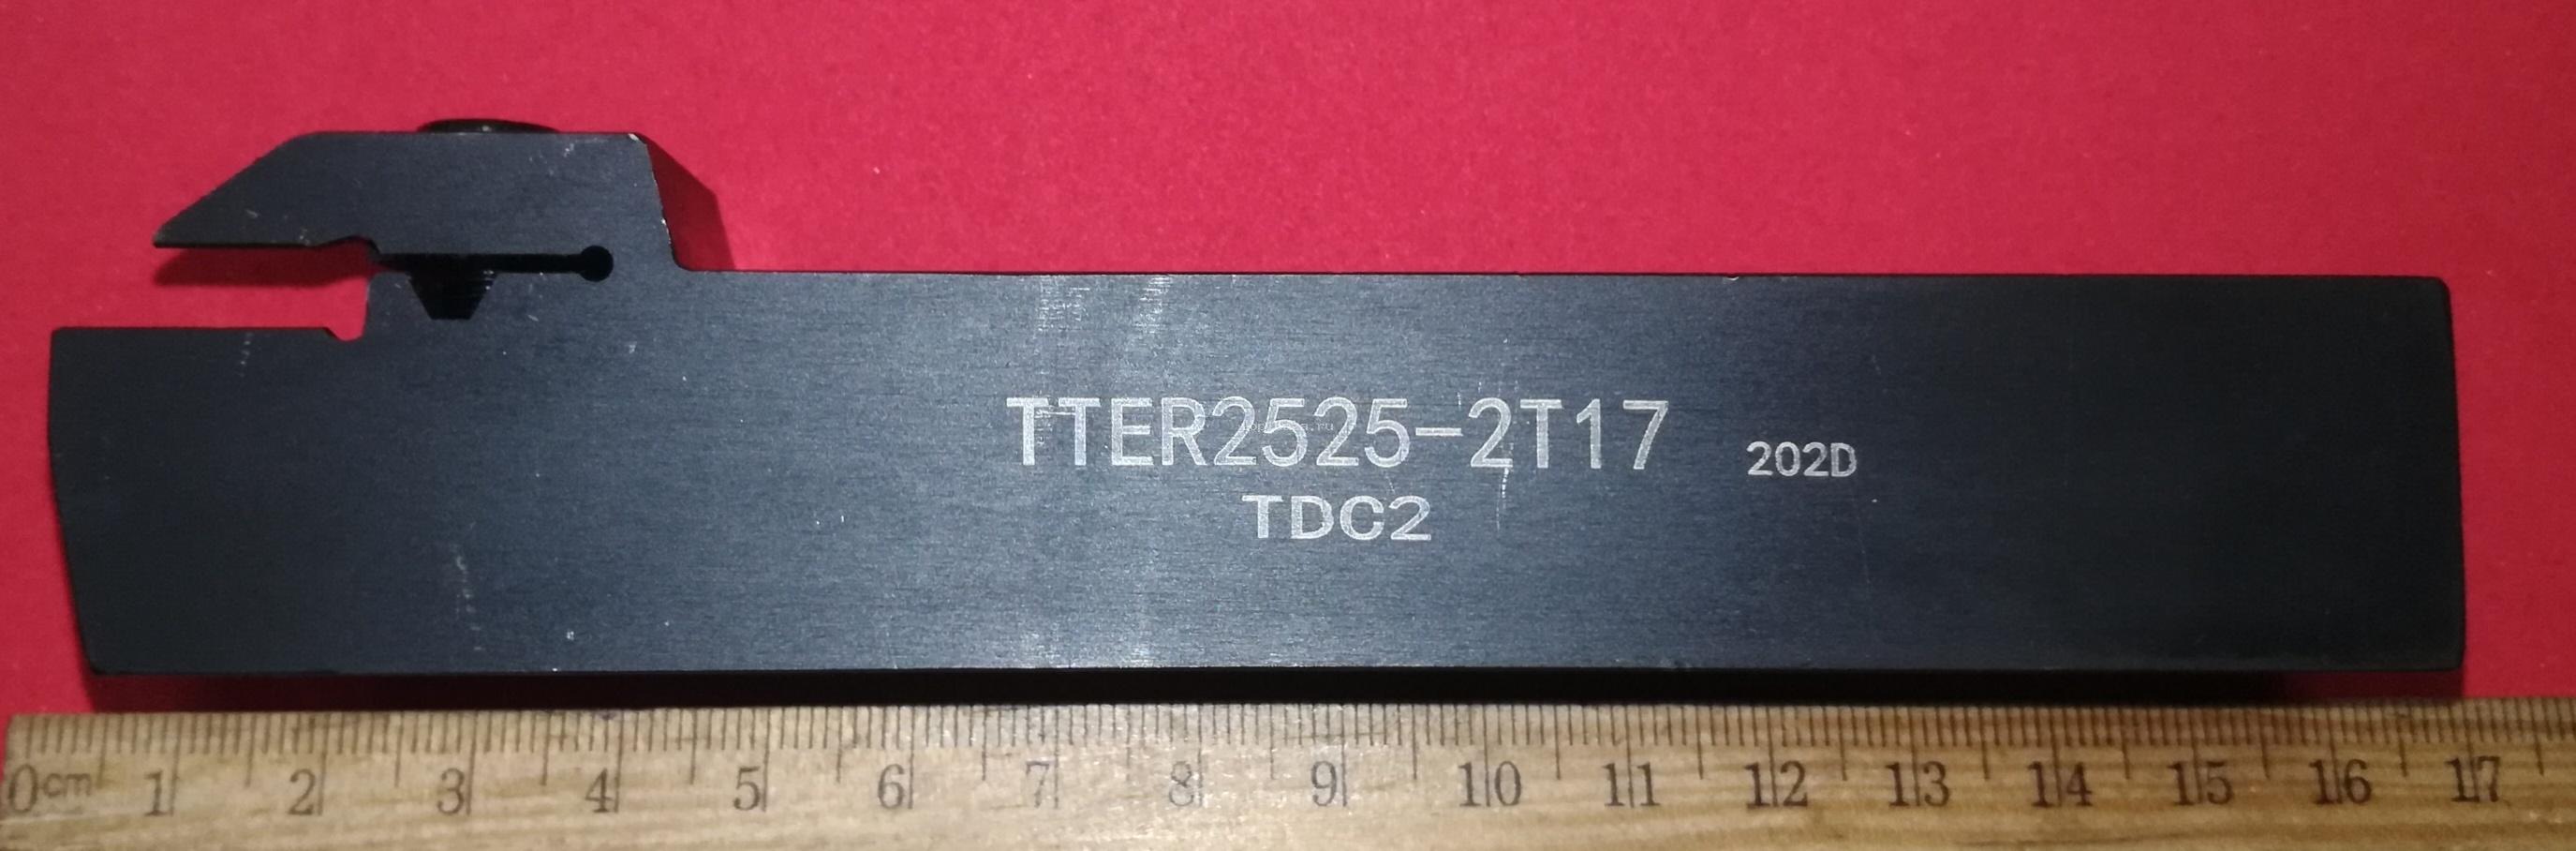 TTER2525-2T17 202D
TDC2
0cm 1 2 3 4 5 6 7 8 9 10 11 12 13 14 15 16 17